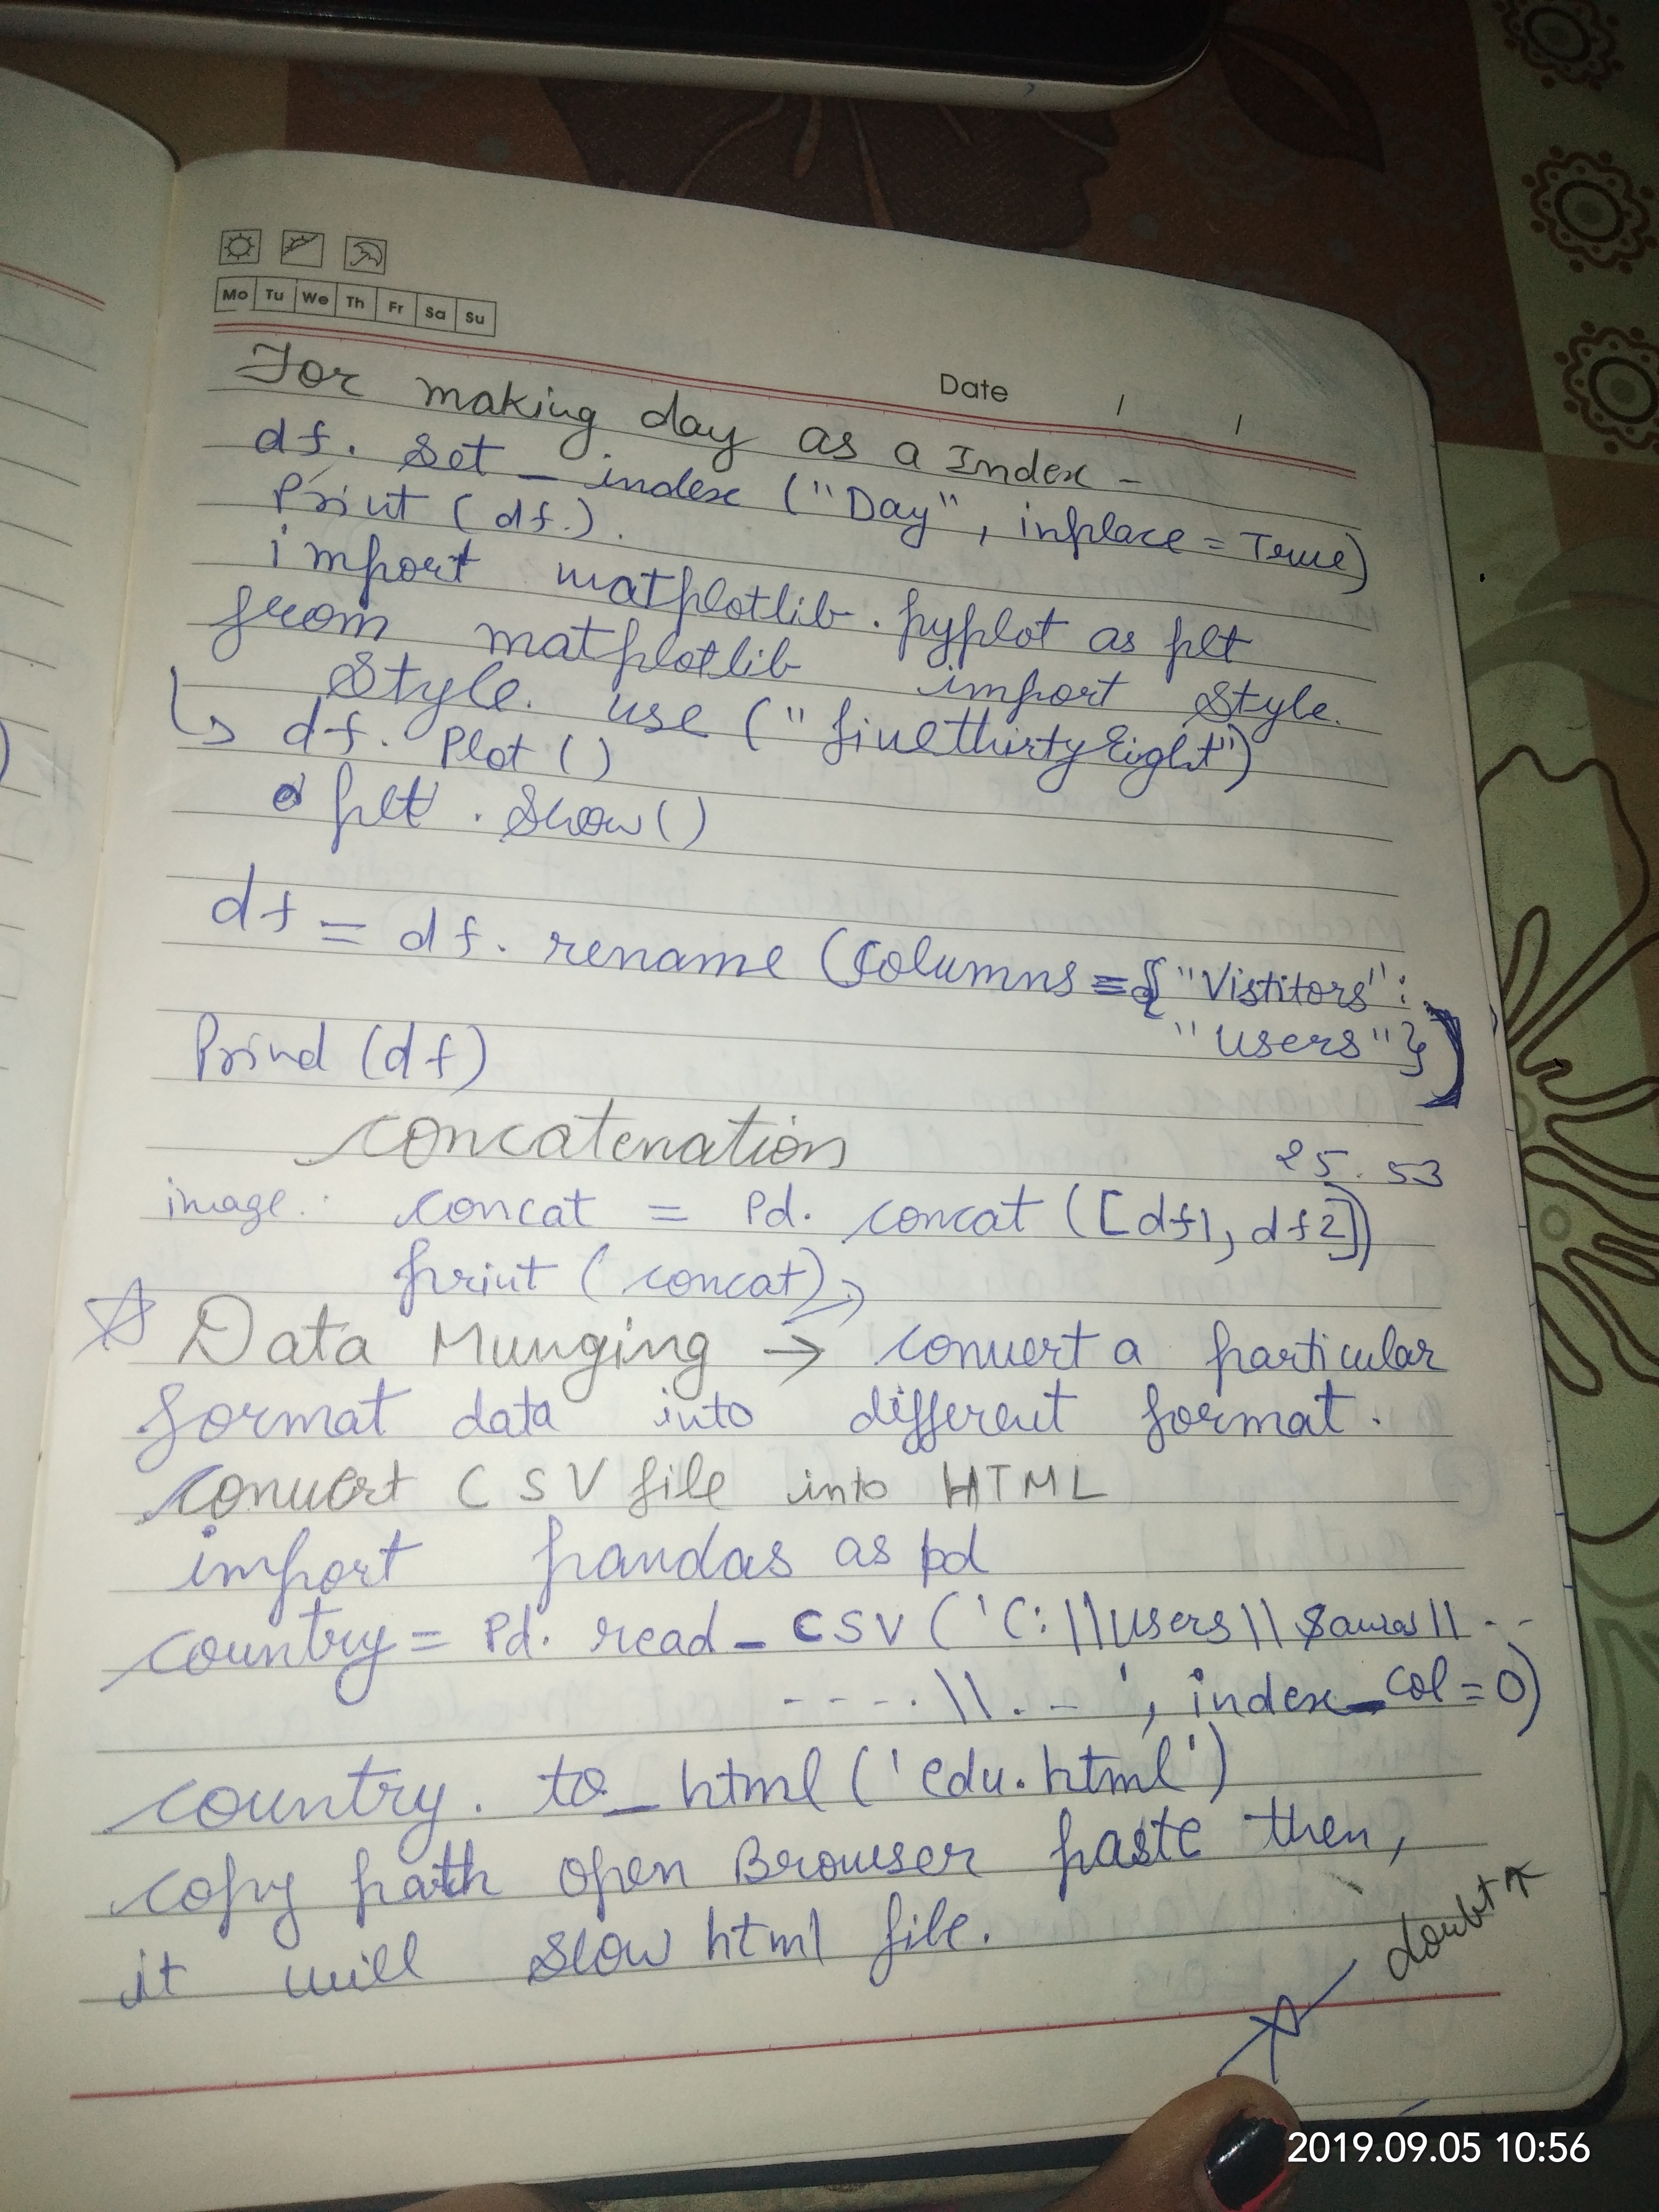 Mo Tu We Th Fr Sa Su
Date / /
For making day as a Index -
df. set _ index ("Day", inplace = True)
Print (df.).
import matplotlib. pyplot as plt
from matplotlib import style.
style. use ("fivethirtyEight")
↳ df. Plot ()
plt. show()
df = df. rename (columns = { "Vistitors":
"users"})
Prind (df)
concatenation
25.53
image. concat = Pd. concat ([df1, df2])
print (concat)
☆ Data Munging → convert a particular
format data into different format.
convert CSV file into HTML
import pandas as pd
country = Pd. read_csv ('C:\\users\\ \\ --
----.\\.-', index_col=0)
country. to_html ('edu.html')
copy path open Browser paste then,
it will slow html file.
doubt
2019.09.05 10:56